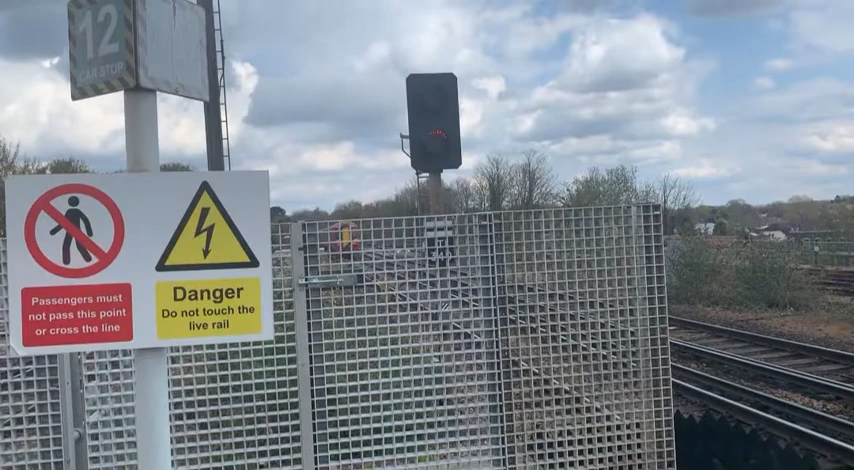 12
CAR STOP
Passengers must
not pass this point
or cross the line
Danger
Do not touch the
live rail